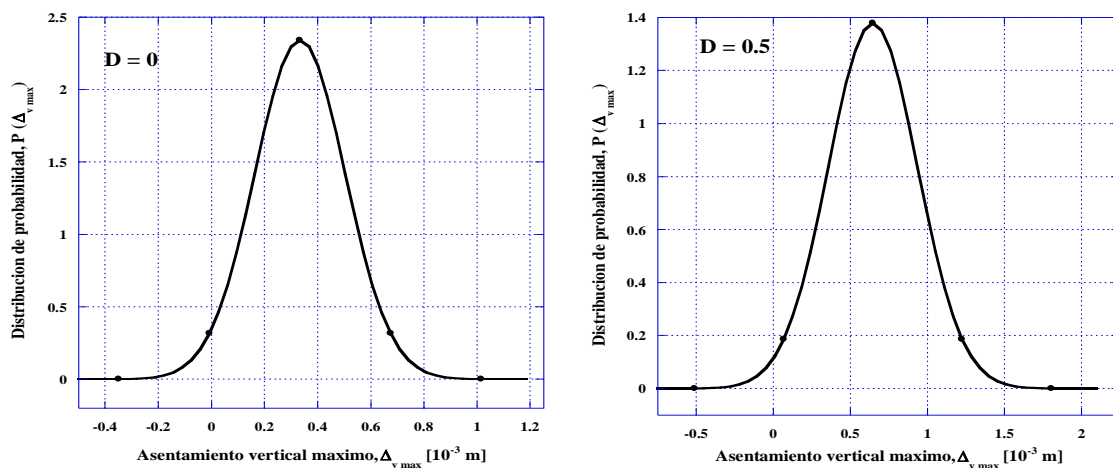 2.5
2
1.5
1
0.5
0
D = 0
Distribucion de probabilidad, P (Δv max)
-0.4 -0.2 0 0.2 0.4 0.6 0.8 1 1.2
Asentamiento vertical maximo, Δv max [10-3 m]
1.4
1.2
1
0.8
0.6
0.4
0.2
0
D = 0.5
Distribucion de probabilidad, P (Δv max)
-0.5 0 0.5 1 1.5 2
Asentamiento vertical maximo, Δv max [10-3 m]